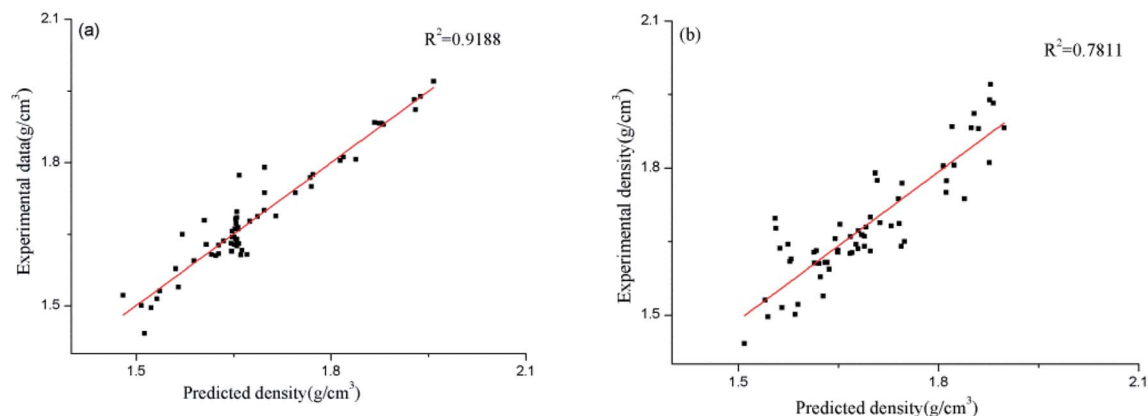 (a)
R²=0.9188
2.1
1.8
1.5
Experimental data(g/cm³)
1.5 1.8 2.1
Predicted density(g/cm³)
(b)
R²=0.7811
2.1
1.8
1.5
Experimental density(g/cm³)
1.5 1.8 2.1
Predicted density(g/cm³)